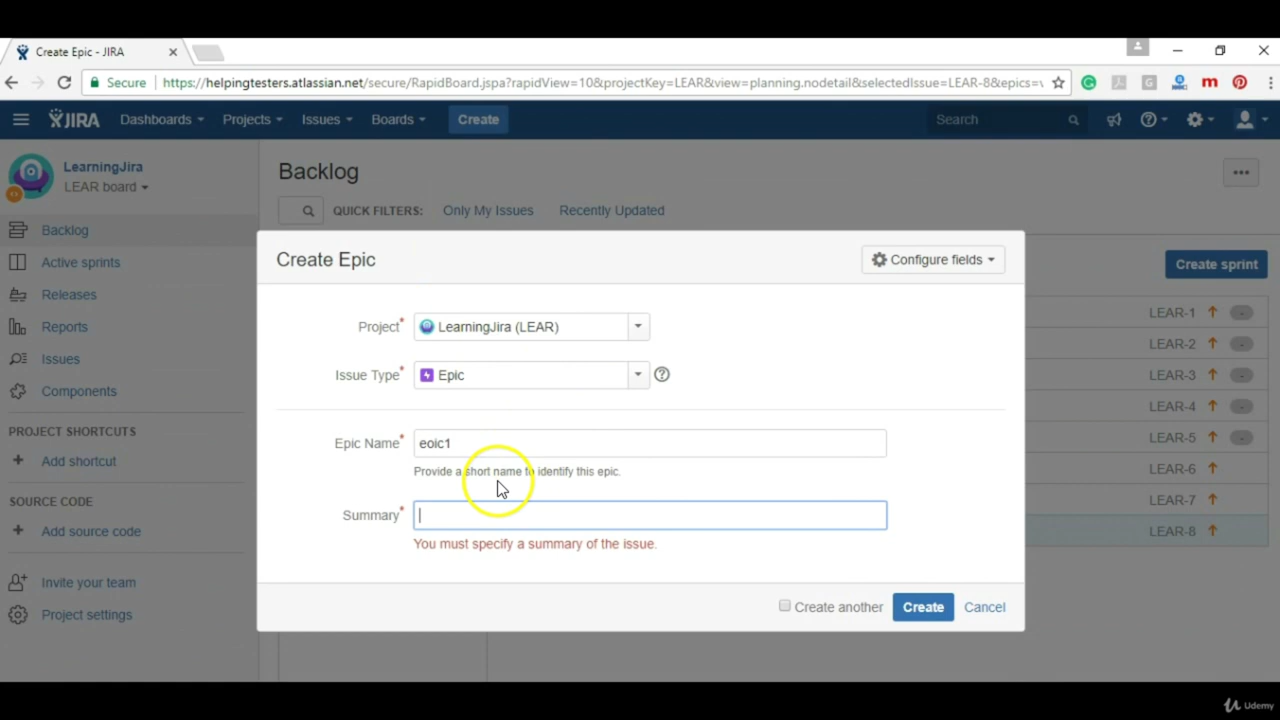 Create Epic - JIRA
Secure https://helpingtesters.atlassian.net/secure/RapidBoard.jspa?rapidView=10&projectKey=LEAR&view=planning.nodetail&selectedIssue=LEAR-8&epics=v
G m
JIRA Dashboards Projects Issues Boards Create Search
LearningJira
LEAR board
Backlog
QUICK FILTERS: Only My Issues Recently Updated
Backlog
Active sprints
Releases
Reports
Issues
Components
PROJECT SHORTCUTS
+ Add shortcut
SOURCE CODE
+ Add source code
Invite your team
Project settings
Create Epic Configure fields
Project* LearningJira (LEAR)
Issue Type* Epic
Epic Name* eoic1
Provide a short name to identify this epic.
Summary*
You must specify a summary of the issue.
Create another Create Cancel
Create sprint
LEAR-1 -
LEAR-2 -
LEAR-3 -
LEAR-4 -
LEAR-5 -
LEAR-6
LEAR-7
LEAR-8
Udemy